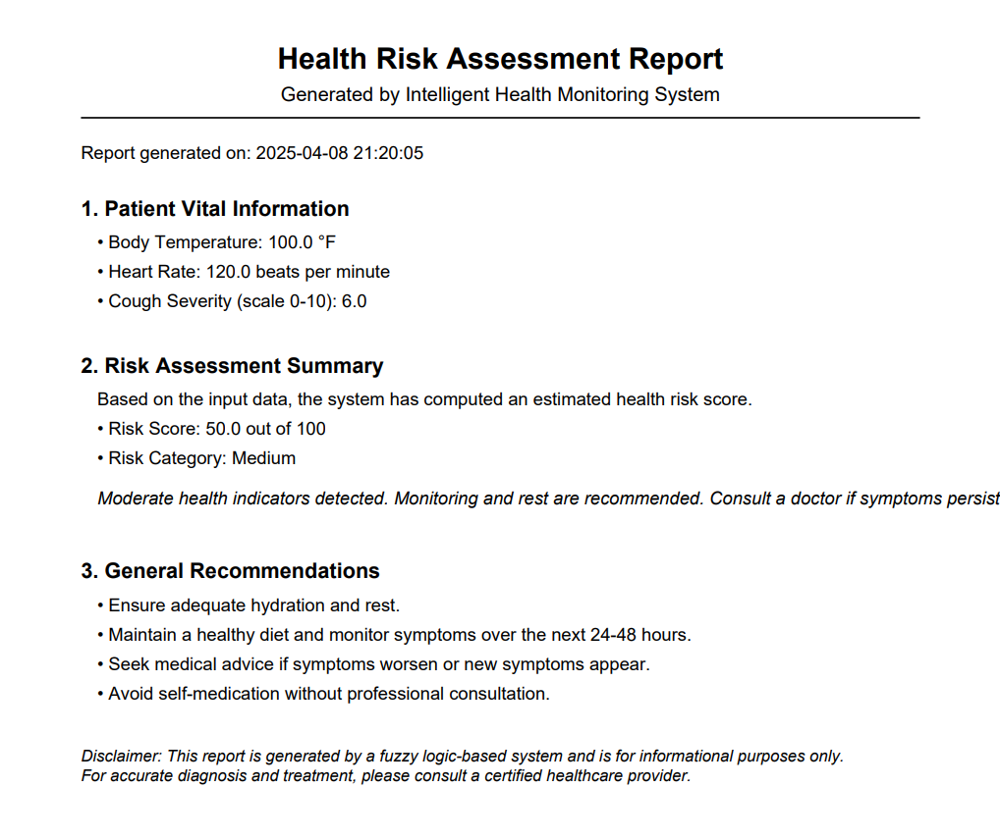 Health Risk Assessment Report
Generated by Intelligent Health Monitoring System
Report generated on: 2025-04-08 21:20:05
1. Patient Vital Information
• Body Temperature: 100.0 °F
• Heart Rate: 120.0 beats per minute
• Cough Severity (scale 0-10): 6.0
2. Risk Assessment Summary
Based on the input data, the system has computed an estimated health risk score.
• Risk Score: 50.0 out of 100
• Risk Category: Medium
Moderate health indicators detected. Monitoring and rest are recommended. Consult a doctor if symptoms persist
3. General Recommendations
• Ensure adequate hydration and rest.
• Maintain a healthy diet and monitor symptoms over the next 24-48 hours.
• Seek medical advice if symptoms worsen or new symptoms appear.
• Avoid self-medication without professional consultation.
Disclaimer: This report is generated by a fuzzy logic-based system and is for informational purposes only.
For accurate diagnosis and treatment, please consult a certified healthcare provider.